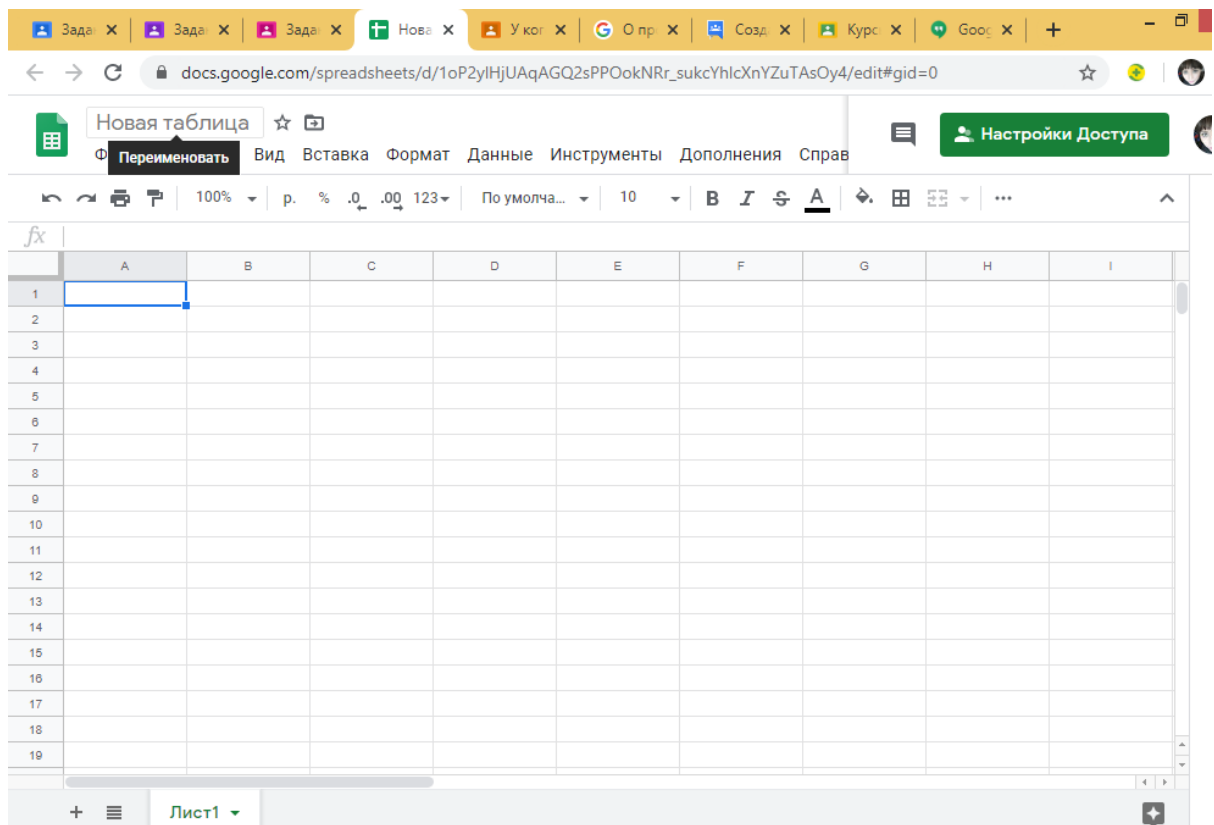 Зада Зада Зада Нова У ког О пр Созд Курс Goog
docs.google.com/spreadsheets/d/1oP2ylHjUAqAGQ2sPPOokNRr_sukcYhlcXnYZuTAsOy4/edit#gid=0
Новая таблица
Настройки Доступа
Ф Переименовать Вид Вставка Формат Данные Инструменты Дополнения Справ
100% р. % .0 .00 123 По умолча... 10 B I S A ...
fx
A B C D E F G H I
1
2
3
4
5
6
7
8
9
10
11
12
13
14
15
16
17
18
19
+ Лист1